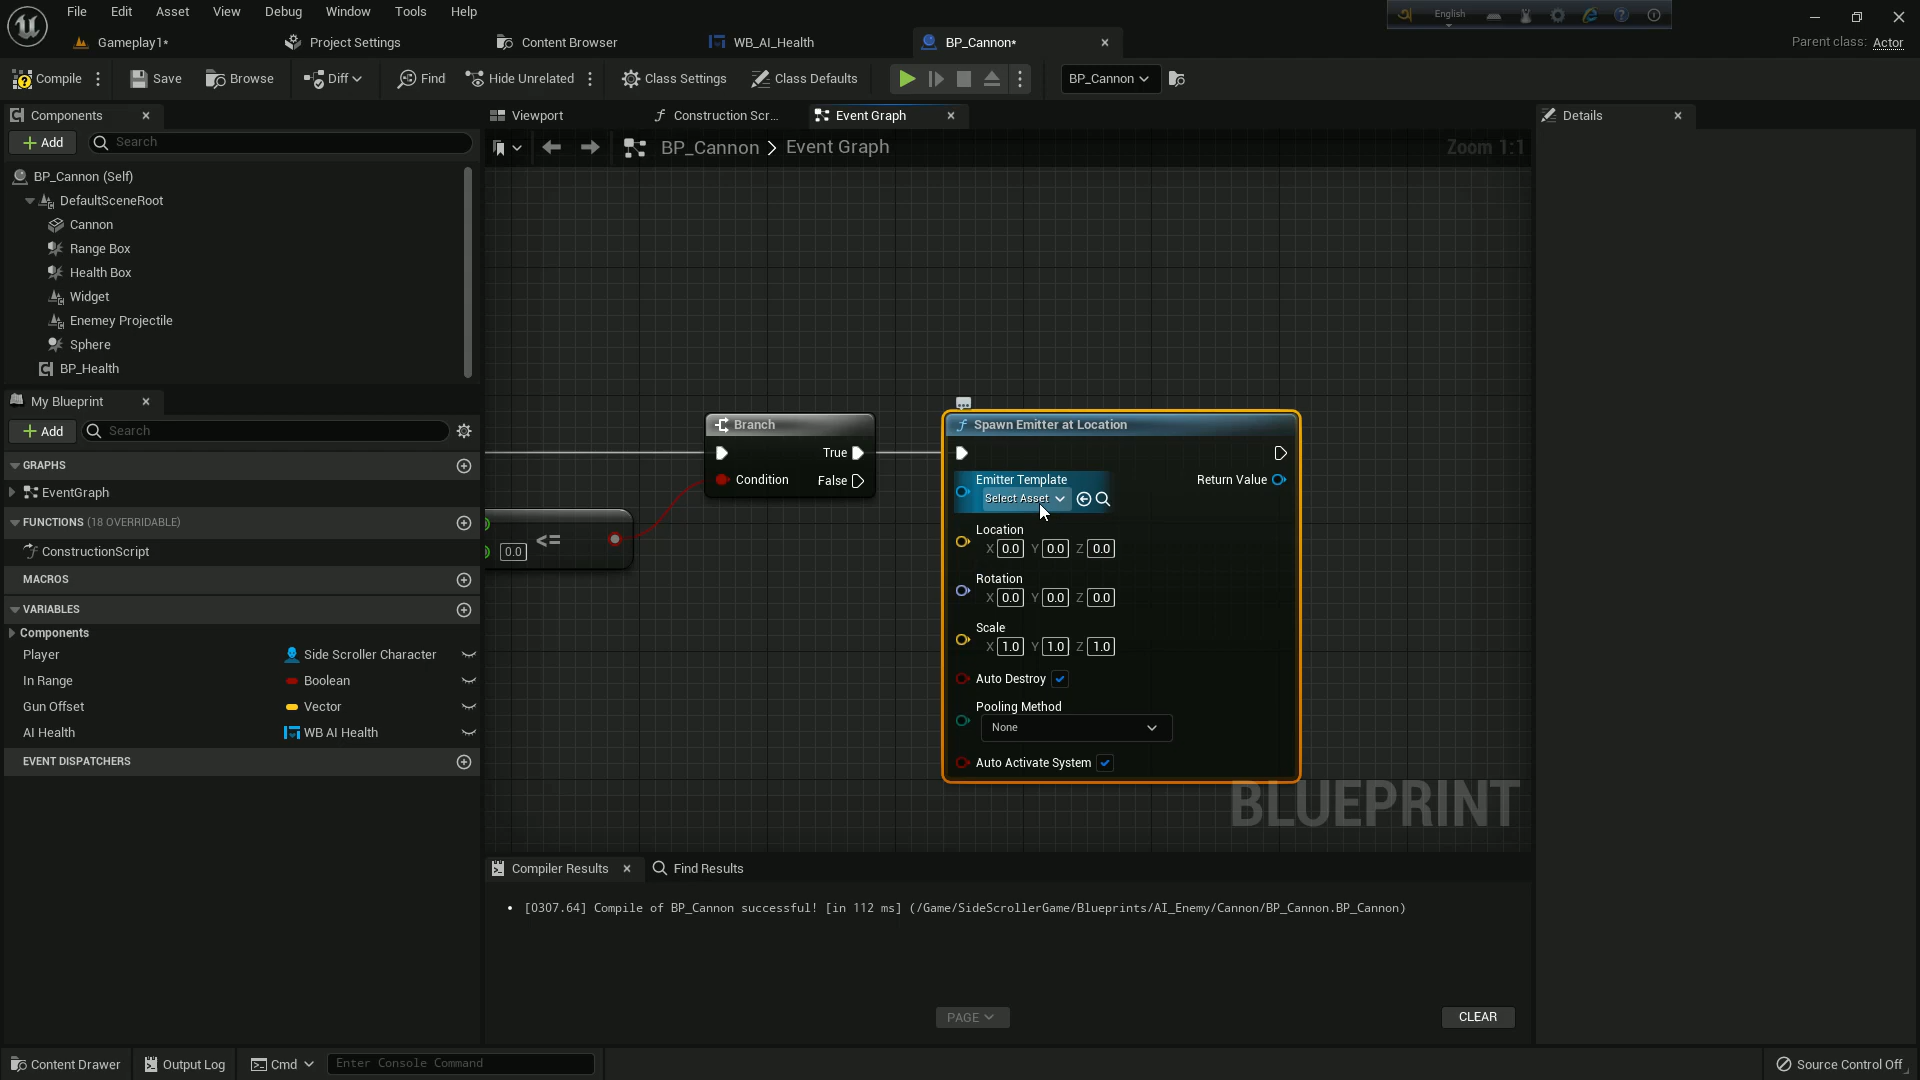 File Edit Asset View Debug Window Tools Help
English
Gameplay1* Project Settings Content Browser WB_AI_Health BP_Cannon*
Parent class: Actor
Compile Save Browse Diff Find Hide Unrelated Class Settings Class Defaults BP_Cannon
Components
Add Search
BP_Cannon (Self)
DefaultSceneRoot
Cannon
Range Box
Health Box
Widget
Enemey Projectile
Sphere
BP_Health
My Blueprint
Add Search
GRAPHS
EventGraph
FUNCTIONS (18 OVERRIDABLE)
ConstructionScript
MACROS
VARIABLES
Components
Player Side Scroller Character
In Range Boolean
Gun Offset Vector
AI Health WB AI Health
EVENT DISPATCHERS
Viewport Construction Scr... Event Graph
BP_Cannon > Event Graph
Zoom 1:1
0.0 <=
Branch
True
Condition False
Spawn Emitter at Location
Emitter Template Return Value
Select Asset
Location
X 0.0 Y 0.0 Z 0.0
Rotation
X 0.0 Y 0.0 Z 0.0
Scale
X 1.0 Y 1.0 Z 1.0
Auto Destroy
Pooling Method
None
Auto Activate System
BLUEPRINT
Compiler Results Find Results
[0307.64] Compile of BP_Cannon successful! [in 112 ms] (/Game/SideScrollerGame/Blueprints/AI_Enemy/Cannon/BP_Cannon.BP_Cannon)
PAGE CLEAR
Details
Content Drawer Output Log Cmd Enter Console Command Source Control Off